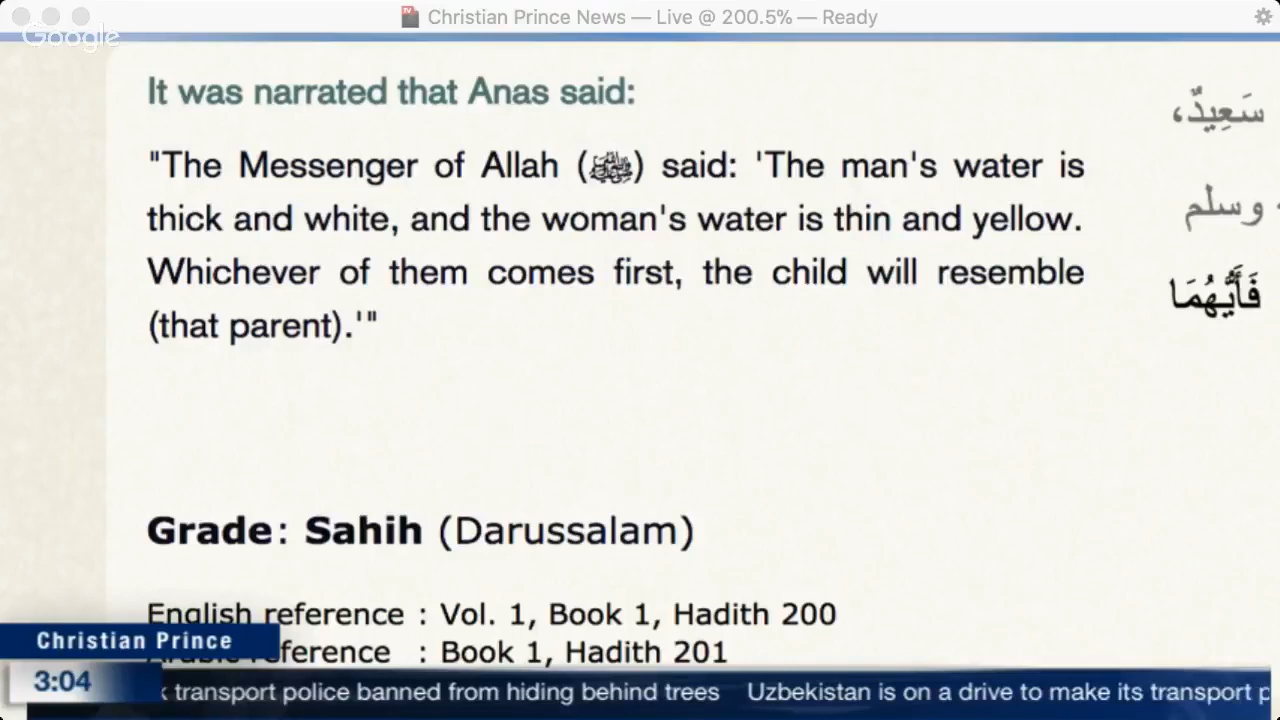 Christian Prince News — Live @ 200.5% — Ready
Google
It was narrated that Anas said:
سَعِيدٌ،
"The Messenger of Allah (ﷺ) said: 'The man's water is
thick and white, and the woman's water is thin and yellow.
وسلم
Whichever of them comes first, the child will resemble
فَأَيُّهُمَا
(that parent).'"
Grade: Sahih (Darussalam)
English reference : Vol. 1, Book 1, Hadith 200
reference : Book 1, Hadith 201
Christian Prince
3:04
transport police banned from hiding behind trees Uzbekistan is on a drive to make its transport